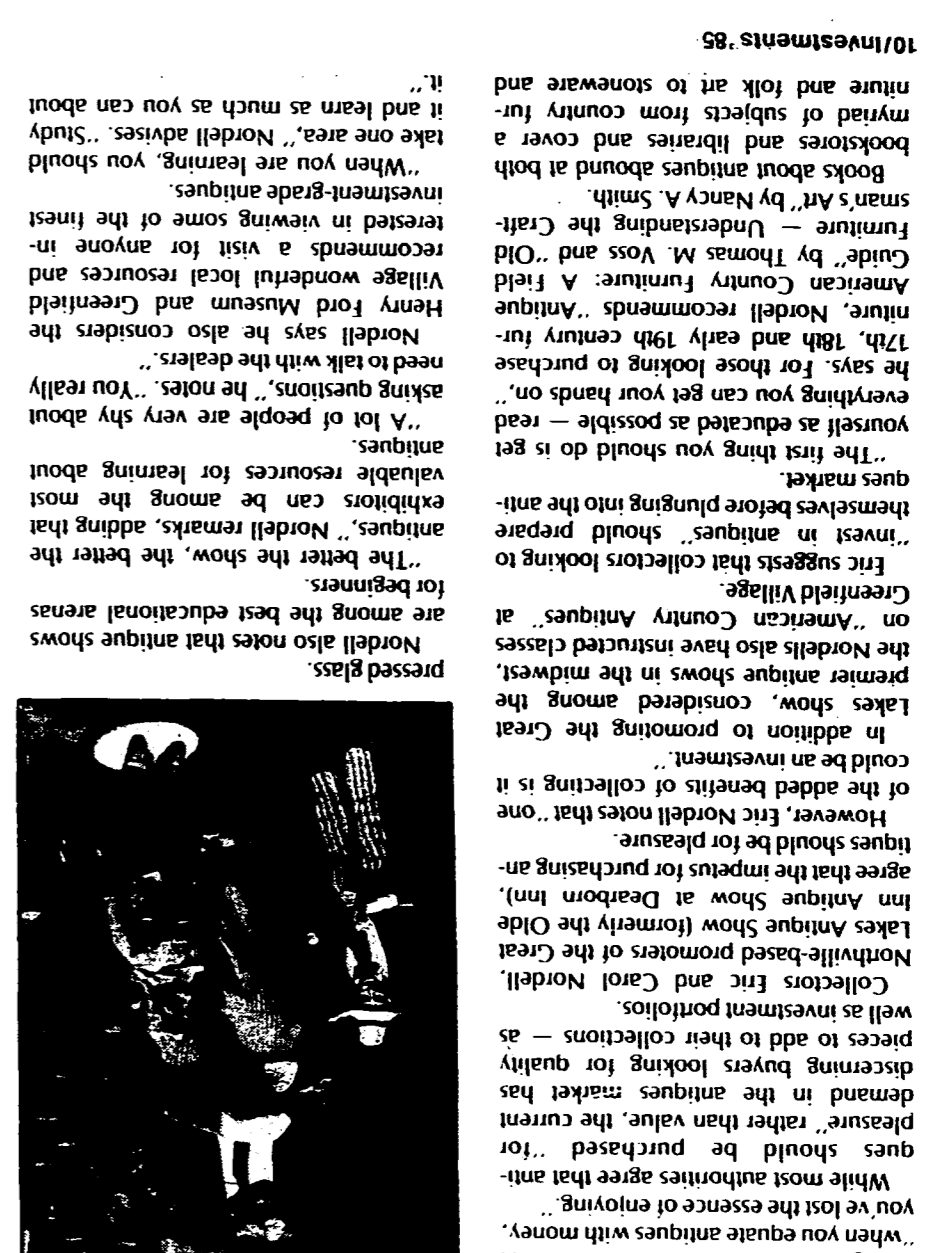 "when you equate antiques with money,
you've lost the essence of enjoying."
While most authorities agree that anti-
ques should be purchased "for
pleasure" rather than value, the current
demand in the antiques market has
discerning buyers looking for quality
pieces to add to their collections — as
well as investment portfolios.
Collectors Eric and Carol Nordell,
Northville-based promoters of the Great
Lakes Antique Show (formerly the Olde
Inn Antique Show at Dearborn Inn),
agree that the impetus for purchasing an-
tiques should be for pleasure.
However, Eric Nordell notes that "one
of the added benefits of collecting is it
could be an investment."
In addition to promoting the Great
Lakes show, considered among the
premier antique shows in the midwest,
the Nordells also have instructed classes
on "American Country Antiques" at
Greenfield Village.
Eric suggests that collectors looking to
"invest in antiques" should prepare
themselves before plunging into the anti-
ques market.
"The first thing you should do is get
yourself as educated as possible — read
everything you can get your hands on,"
he says. For those looking to purchase
17th, 18th and early 19th century fur-
niture, Nordell recommends "Antique
American Country Furniture: A Field
Guide" by Thomas M. Voss and "Old
Furniture — Understanding the Craft-
sman's Art" by Nancy A. Smith.
Books about antiques abound at both
bookstores and libraries and cover a
myriad of subjects from country fur-
niture and folk art to stoneware and
pressed glass.
Nordell also notes that antique shows
are among the best educational arenas
for beginners.
"The better the show, the better the
antiques," Nordell remarks, adding that
exhibitors can be among the most
valuable resources for learning about
antiques.
"A lot of people are very shy about
asking questions," he notes. "You really
need to talk with the dealers."
Nordell says he also considers the
Henry Ford Museum and Greenfield
Village wonderful local resources and
recommends a visit for anyone in-
terested in viewing some of the finest
investment-grade antiques.
"When you are learning, you should
take one area," Nordell advises. "Study
it and learn as much as you can about
it."
10/Investments '85